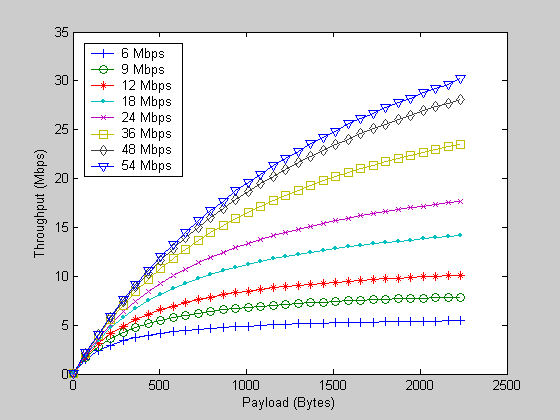 35
30
25
20
15
10
5
0
Throughput (Mbps)
6 Mbps
9 Mbps
12 Mbps
18 Mbps
24 Mbps
36 Mbps
48 Mbps
54 Mbps
0 500 1000 1500 2000 2500
Payload (Bytes)